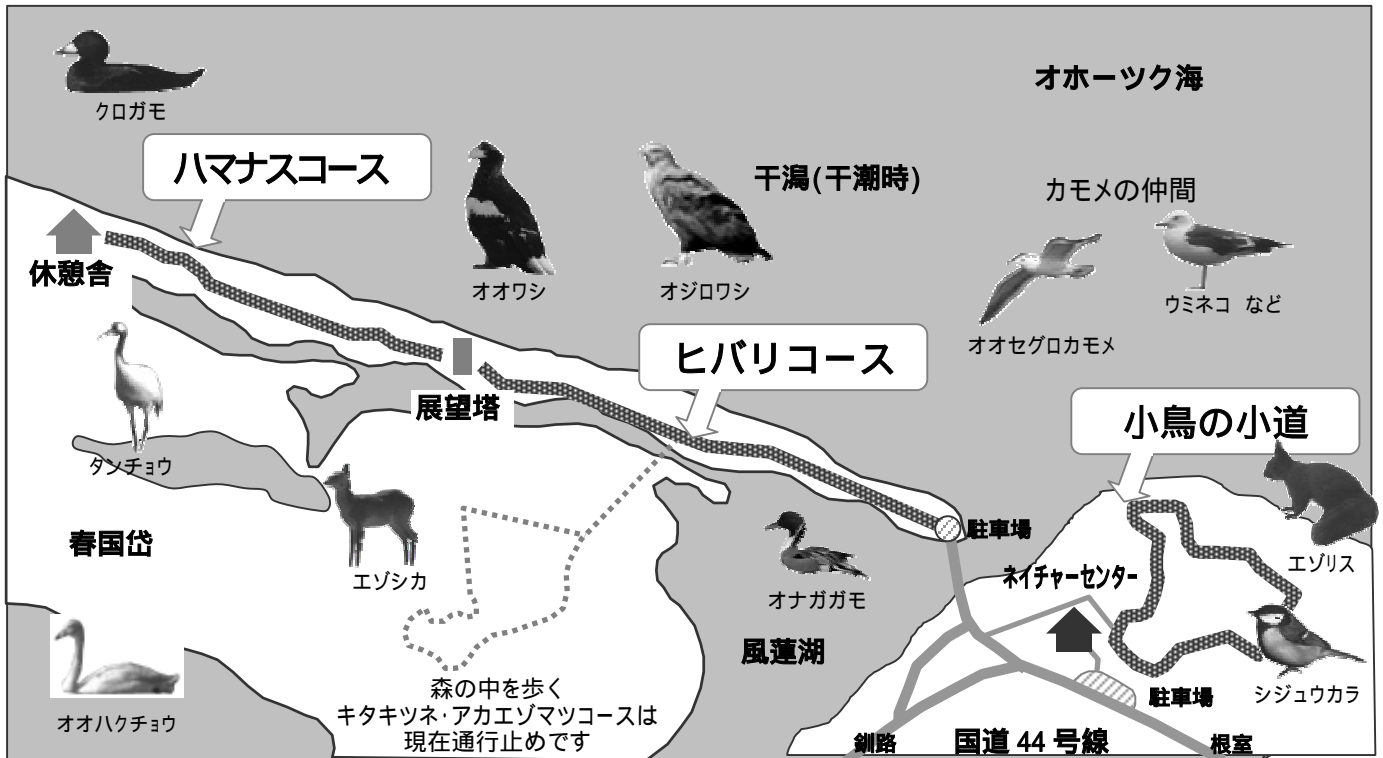 クロガモ
オホーツク海
ハマナスコース
干潟(干潮時)
カモメの仲間
休憩舎
オオワシ
オジロワシ
ウミネコ など
オオセグロカモメ
ヒバリコース
展望塔
小鳥の小道
タンチョウ
春国岱
エゾシカ
駐車場
エゾリス
ネイチャーセンター
オナガガモ
風蓮湖
森の中を歩く
キタキツネ・アカエゾマツコースは
現在通行止めです
駐車場
シジュウカラ
オオハクチョウ
釧路
国道 44 号線
根室